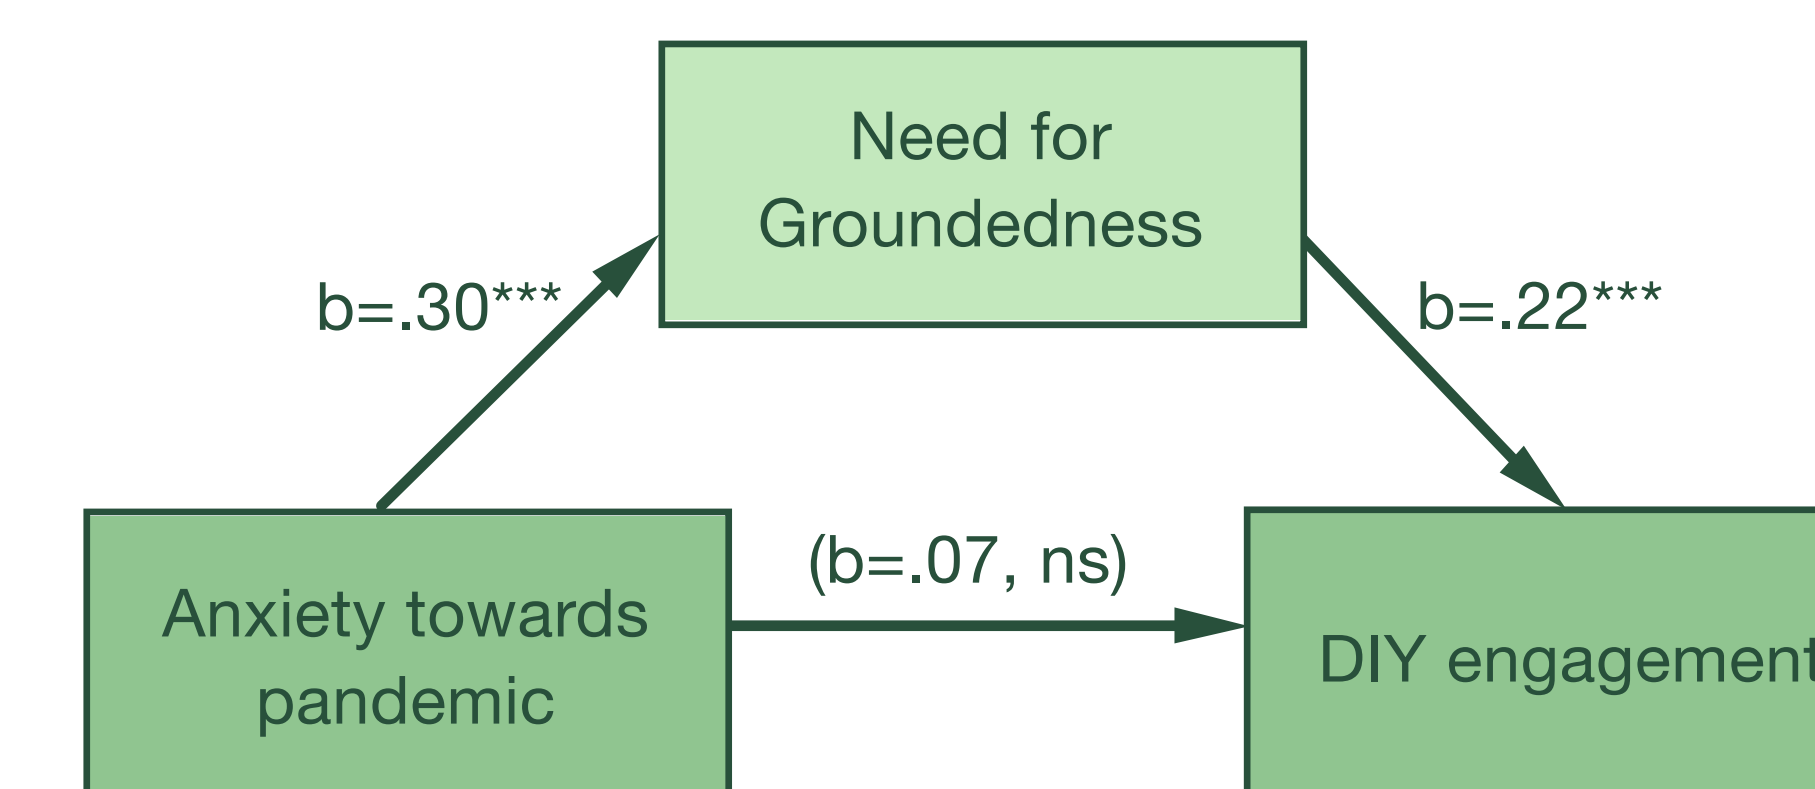 Need for
Groundedness
b=.30***
b=.22***
(b=.07, ns)
Anxiety towards
pandemic
DIY engagement